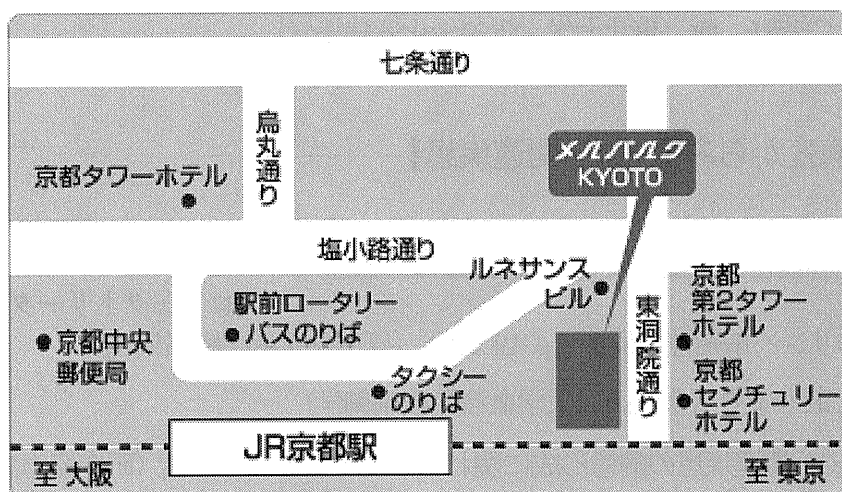 七条通り
烏丸通り
京都タワーホテル
メルパルク
KYOTO
塩小路通り
ルネサンス
ビル
駅前ロータリー
バスのりば
京都中央
郵便局
タクシー
のりば
東洞院通り
京都
第2タワー
ホテル
京都
センチュリー
ホテル
JR京都駅
至 大阪
至 東京